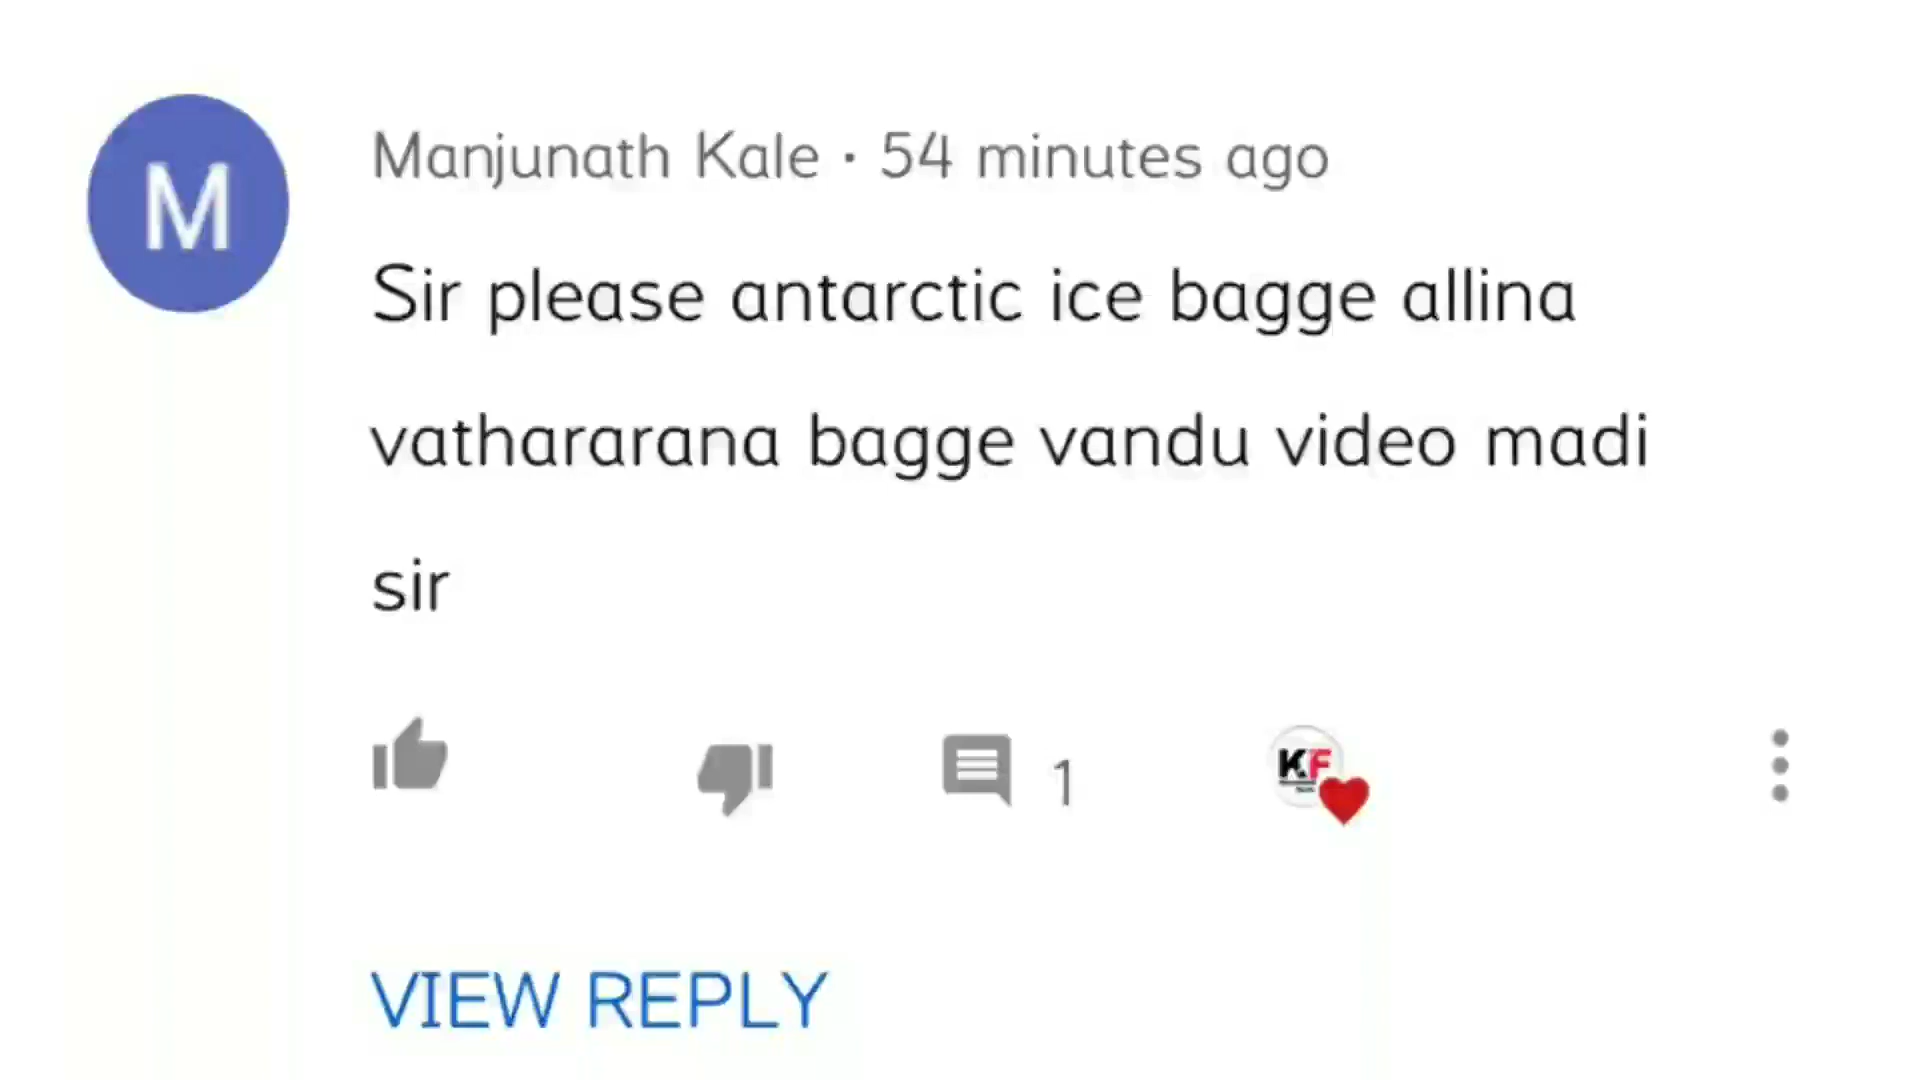 M
Manjunath Kale · 54 minutes ago
Sir please antarctic ice bagge allina
vathararana bagge vandu video madi
sir
1
KF
VIEW REPLY